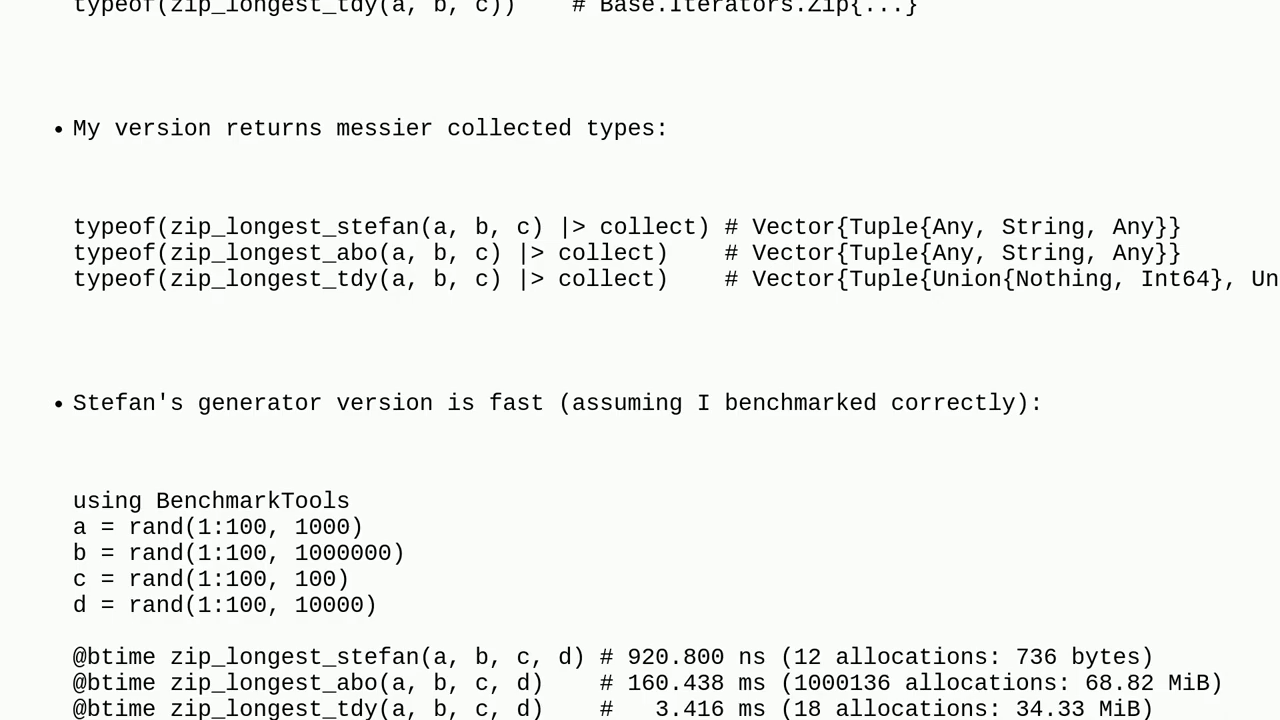 typeof(zip_longest_tdy(a, b, c))    # Base.Iterators.Zip{...}
• My version returns messier collected types:
typeof(zip_longest_stefan(a, b, c) |> collect) # Vector{Tuple{Any, String, Any}}
typeof(zip_longest_abo(a, b, c) |> collect)    # Vector{Tuple{Any, String, Any}}
typeof(zip_longest_tdy(a, b, c) |> collect)    # Vector{Tuple{Union{Nothing, Int64}, Un
• Stefan's generator version is fast (assuming I benchmarked correctly):
using BenchmarkTools
a = rand(1:100, 1000)
b = rand(1:100, 1000000)
c = rand(1:100, 100)
d = rand(1:100, 10000)
@btime zip_longest_stefan(a, b, c, d) # 920.800 ns (12 allocations: 736 bytes)
@btime zip_longest_abo(a, b, c, d)    # 160.438 ms (1000136 allocations: 68.82 MiB)
@btime zip_longest_tdy(a, b, c, d)    #   3.416 ms (18 allocations: 34.33 MiB)